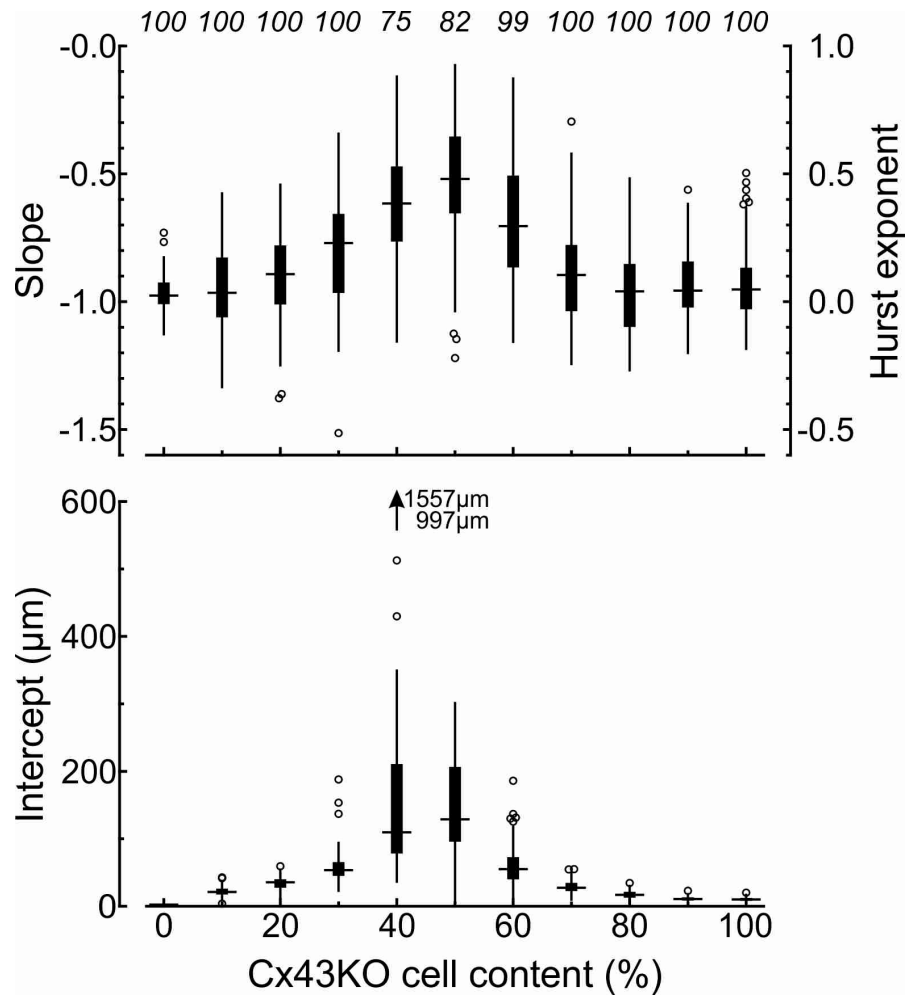 100 100 100 100 75 82 99 100 100 100 100
-0.0 1.0
-0.5 0.5
-1.0 0.0
-1.5 -0.5
Slope
Hurst exponent
600
1557µm
997µm
400
200
0
Intercept (µm)
0 20 40 60 80 100
Cx43KO cell content (%)